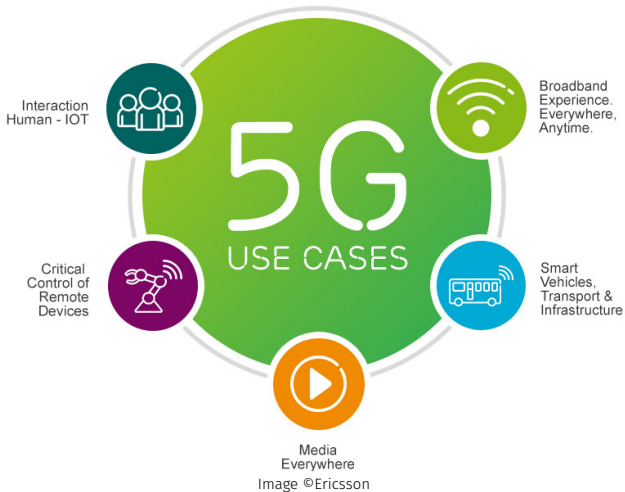 5G
USE CASES
Interaction
Human - IOT
Broadband
Experience.
Everywhere,
Anytime.
Critical
Control of
Remote
Devices
Smart
Vehicles,
Transport &
Infrastructure
Media
Everywhere
Image ©Ericsson